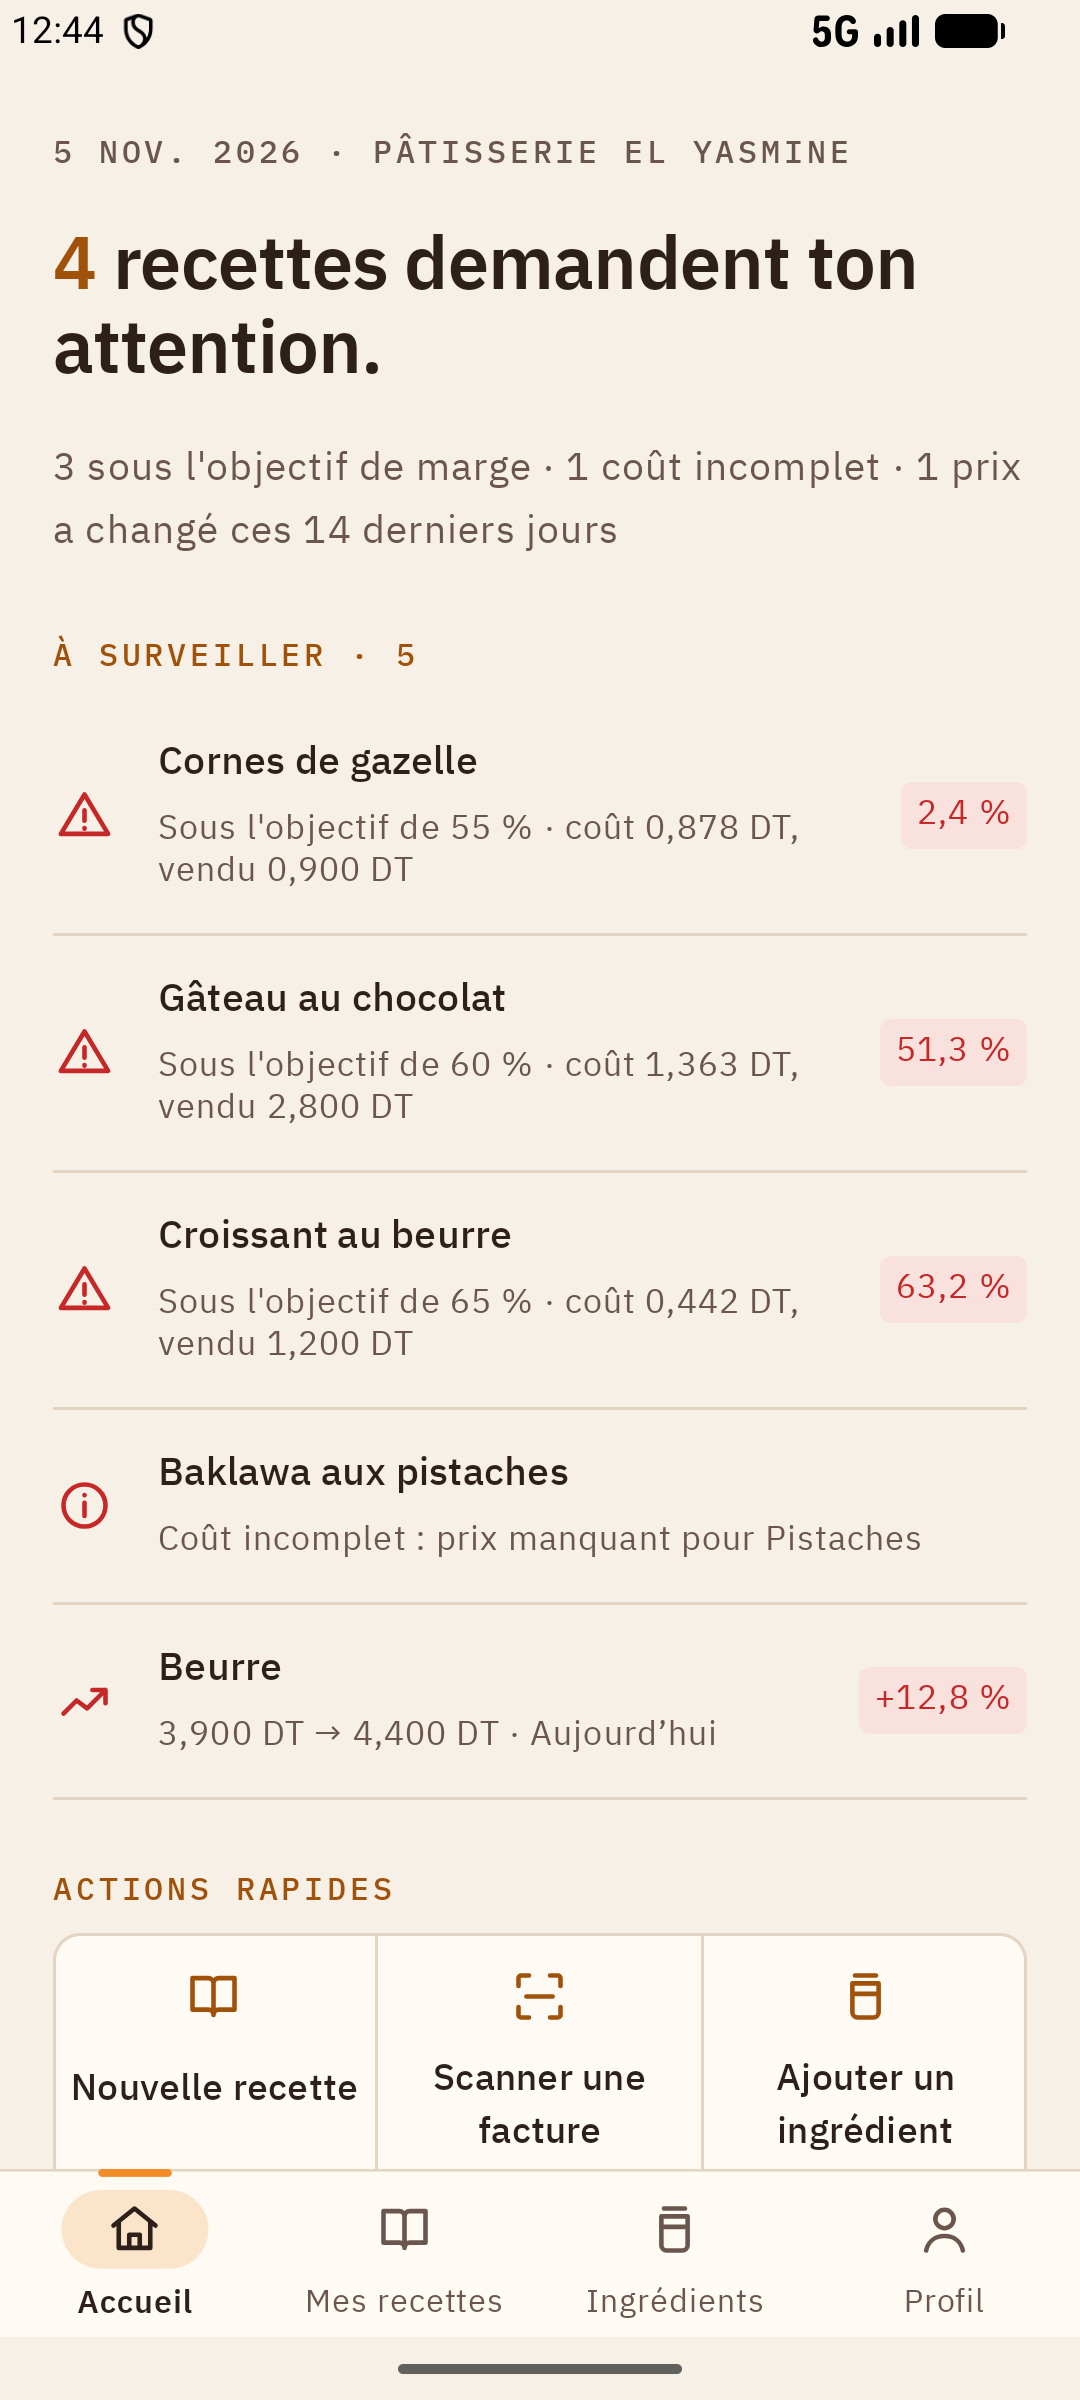 12:44
5G
5 NOV. 2026 · PÂTISSERIE EL YASMINE
4 recettes demandent ton
attention.
3 sous l'objectif de marge · 1 coût incomplet · 1 prix
a changé ces 14 derniers jours
À SURVEILLER · 5
Cornes de gazelle
Sous l'objectif de 55 % · coût 0,878 DT,
vendu 0,900 DT
2,4 %
Gâteau au chocolat
Sous l'objectif de 60 % · coût 1,363 DT,
vendu 2,800 DT
51,3 %
Croissant au beurre
Sous l'objectif de 65 % · coût 0,442 DT,
vendu 1,200 DT
63,2 %
Baklawa aux pistaches
Coût incomplet : prix manquant pour Pistaches
Beurre
3,900 DT → 4,400 DT · Aujourd’hui
+12,8 %
ACTIONS RAPIDES
Nouvelle recette
Scanner une
facture
Ajouter un
ingrédient
Accueil
Mes recettes
Ingrédients
Profil